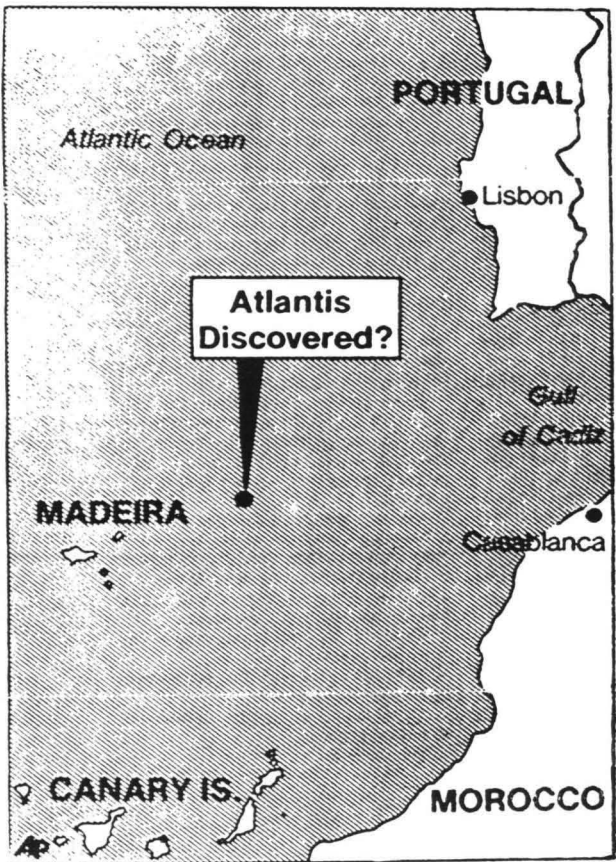 PORTUGAL
Atlantic Ocean
Lisbon
Atlantis
Discovered?
Gulf
of Cadiz
MADEIRA
Casablanca
CANARY IS.
MOROCCO
AP